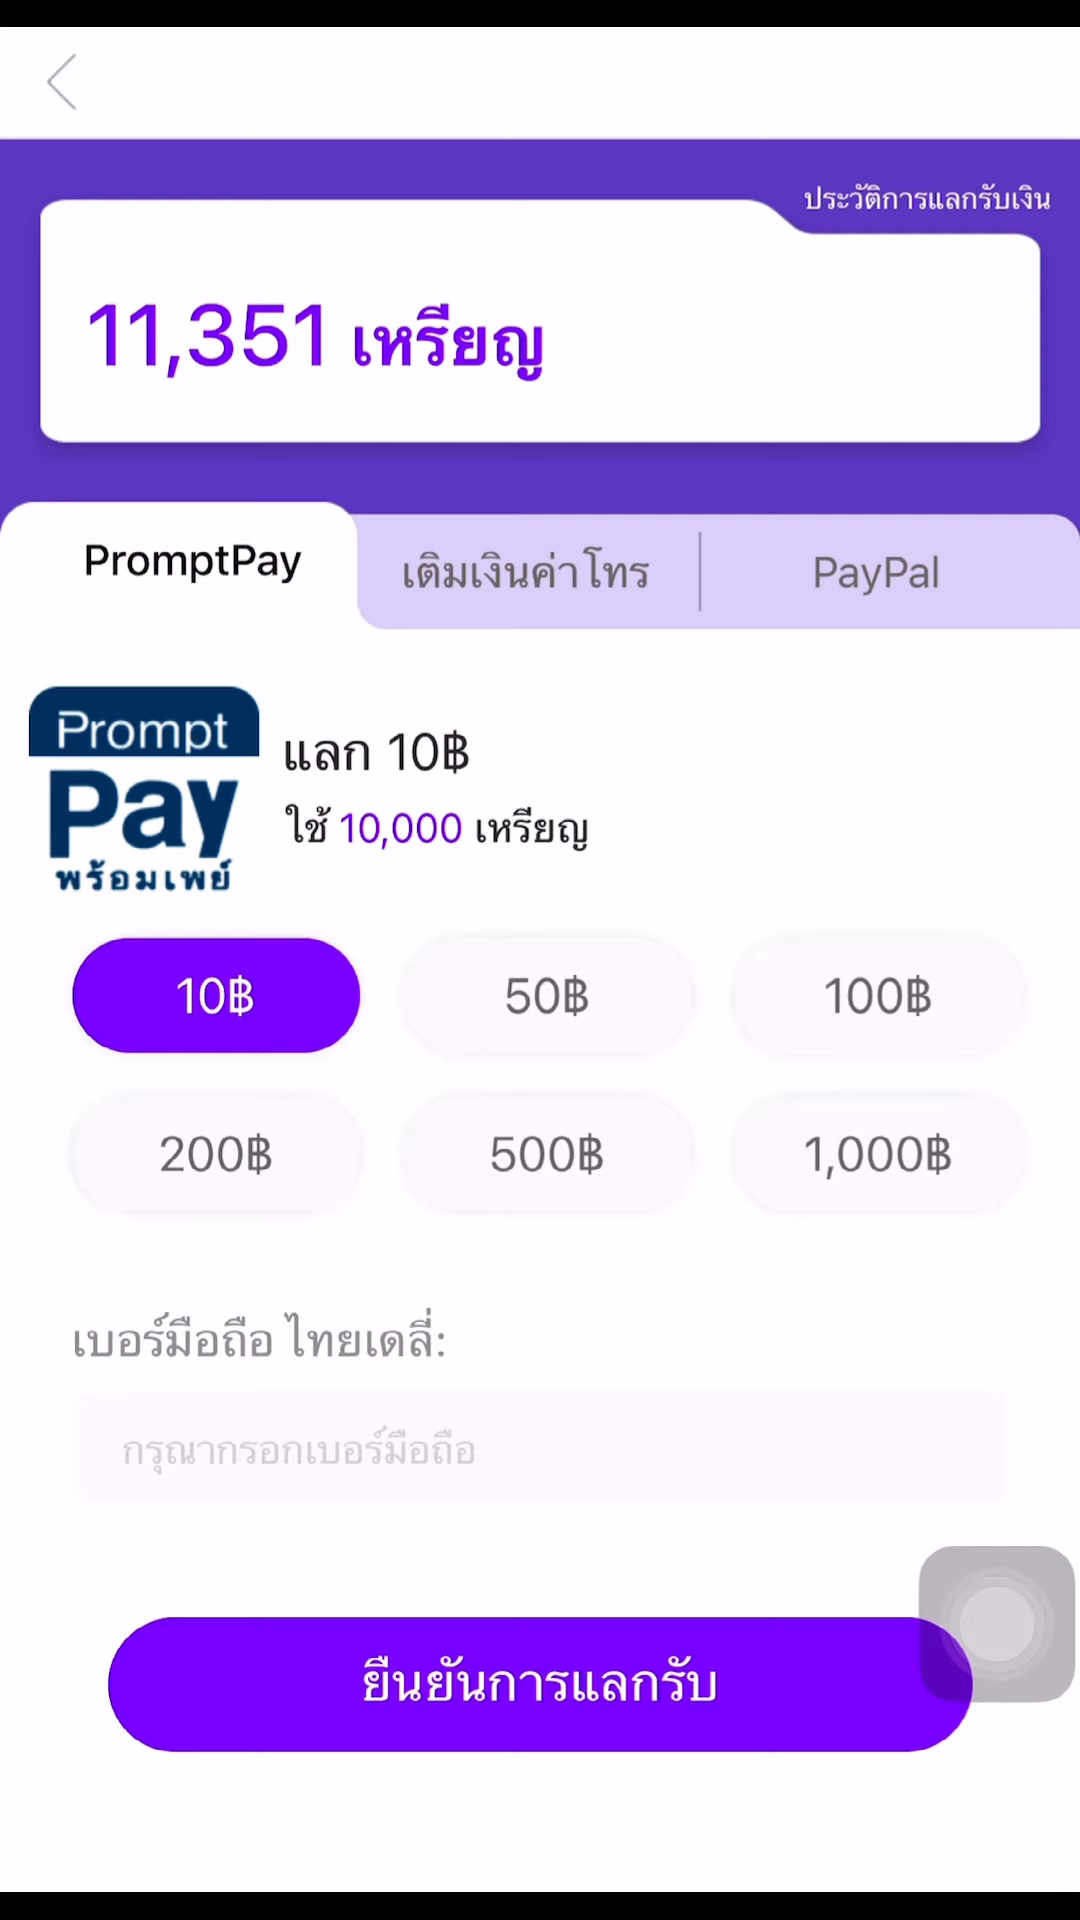 ประวัติการแลกรับเงิน
11,351 เหรียญ
PromptPay
เติมเงินค่าโทร
PayPal
Prompt
Pay
พร้อมเพย์
แลก 10฿
ใช้ 10,000 เหรียญ
10฿
50฿
100฿
200฿
500฿
1,000฿
เบอร์มือถือ ไทยเดลี่:
กรุณากรอกเบอร์มือถือ
ยืนยันการแลกรับ